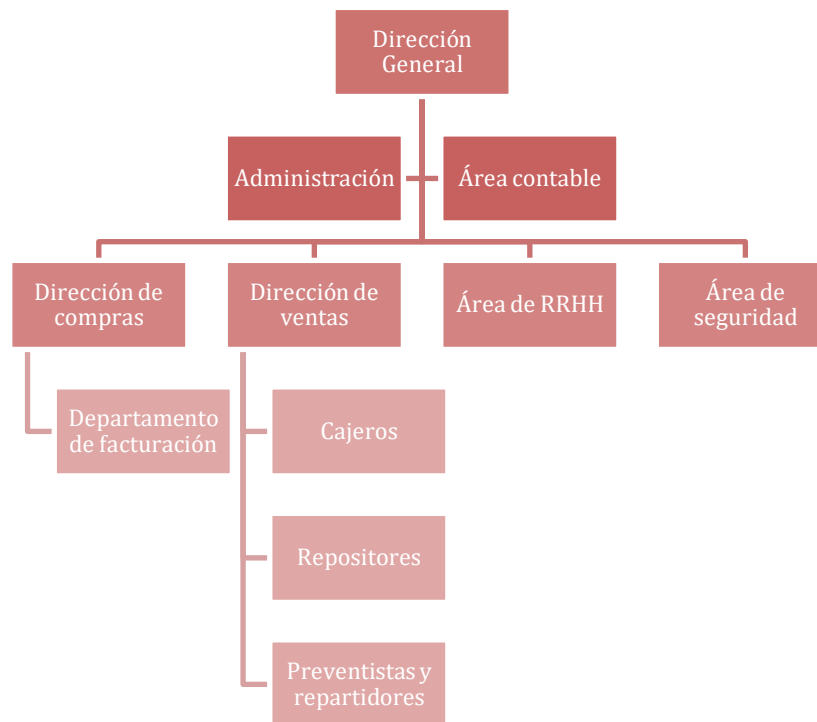 Dirección
General
Administración
Área contable
Dirección de
compras
Dirección de
ventas
Área de RRHH
Área de
seguridad
Departamento
de facturación
Cajeros
Repositores
Preventistas y
repartidores